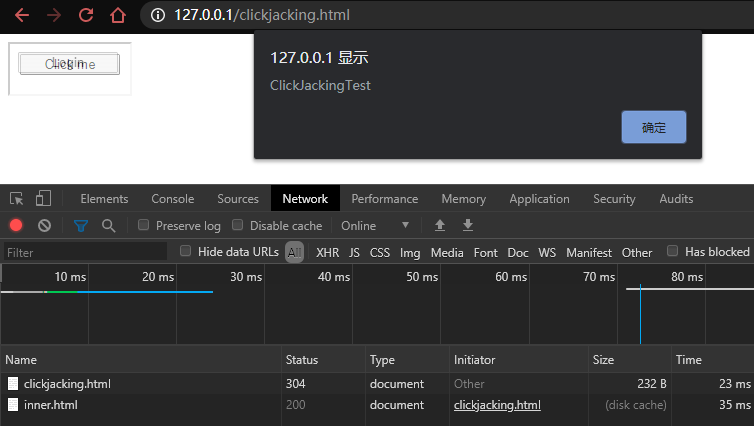 127.0.0.1/clickjacking.html
127.0.0.1 显示
ClickJackingTest
确定
Login
Click me
Elements Console Sources Network Performance Memory Application Security Audits
Preserve log Disable cache Online
Filter Hide data URLs All XHR JS CSS Img Media Font Doc WS Manifest Other Has blocked
10 ms 20 ms 30 ms 40 ms 50 ms 60 ms 70 ms 80 ms
Name Status Type Initiator Size Time
clickjacking.html 304 document Other 232 B 23 ms
inner.html 200 document clickjacking.html (disk cache) 35 ms